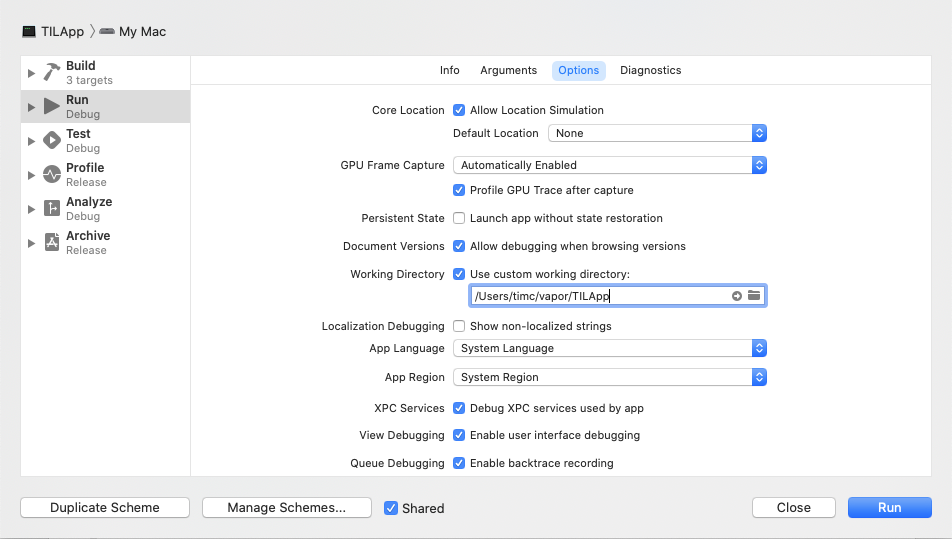 TILApp 〉 My Mac
Build
3 targets
Run
Debug
Test
Debug
Profile
Release
Analyze
Debug
Archive
Release
Info Arguments Options Diagnostics
Core Location Allow Location Simulation
Default Location None
GPU Frame Capture Automatically Enabled
Profile GPU Trace after capture
Persistent State Launch app without state restoration
Document Versions Allow debugging when browsing versions
Working Directory Use custom working directory:
/Users/timc/vapor/TILApp
Localization Debugging Show non-localized strings
App Language System Language
App Region System Region
XPC Services Debug XPC services used by app
View Debugging Enable user interface debugging
Queue Debugging Enable backtrace recording
Duplicate Scheme Manage Schemes... Shared Close Run